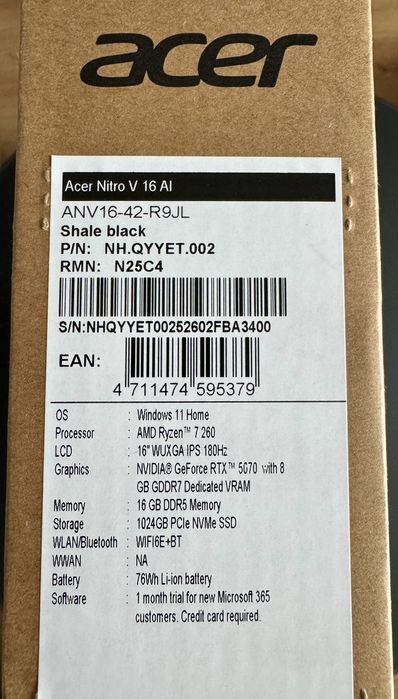 acer
Acer Nitro V 16 AI
ANV16-42-R9JL
Shale black
P/N: NH.QYYET.002
RMN: N25C4
S/N:NHQYYET00252602FBA3400
EAN:
4 711474 595379
OS : Windows 11 Home
Processor : AMD Ryzen™ 7 260
LCD : 16" WUXGA IPS 180Hz
Graphics : NVIDIA® GeForce RTX™ 5070 with 8
GB GDDR7 Dedicated VRAM
Memory : 16 GB DDR5 Memory
Storage : 1024GB PCIe NVMe SSD
WLAN/Bluetooth : WIFI6E+BT
WWAN : NA
Battery : 76Wh Li-ion battery
Software : 1 month trial for new Microsoft 365
customers. Credit card required.